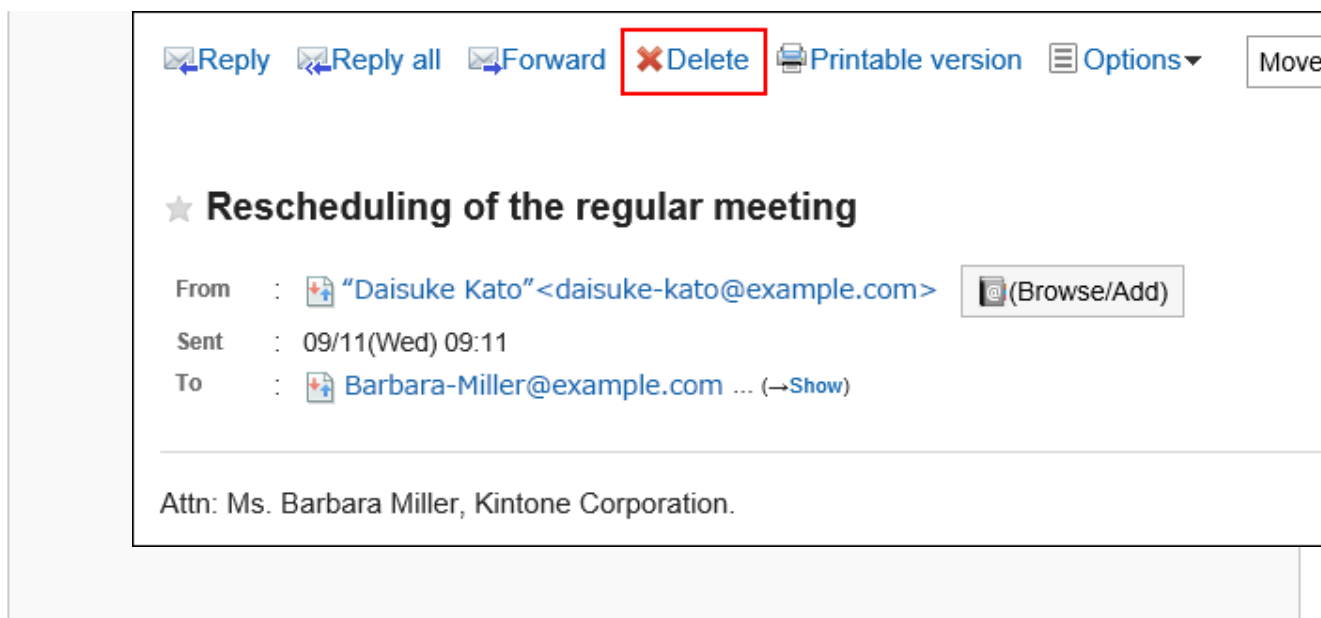 Reply Reply all Forward Delete Printable version Options Move
Rescheduling of the regular meeting
From : “Daisuke Kato”<daisuke-kato@example.com> (Browse/Add)
Sent : 09/11(Wed) 09:11
To : Barbara-Miller@example.com ... (→Show)
Attn: Ms. Barbara Miller, Kintone Corporation.